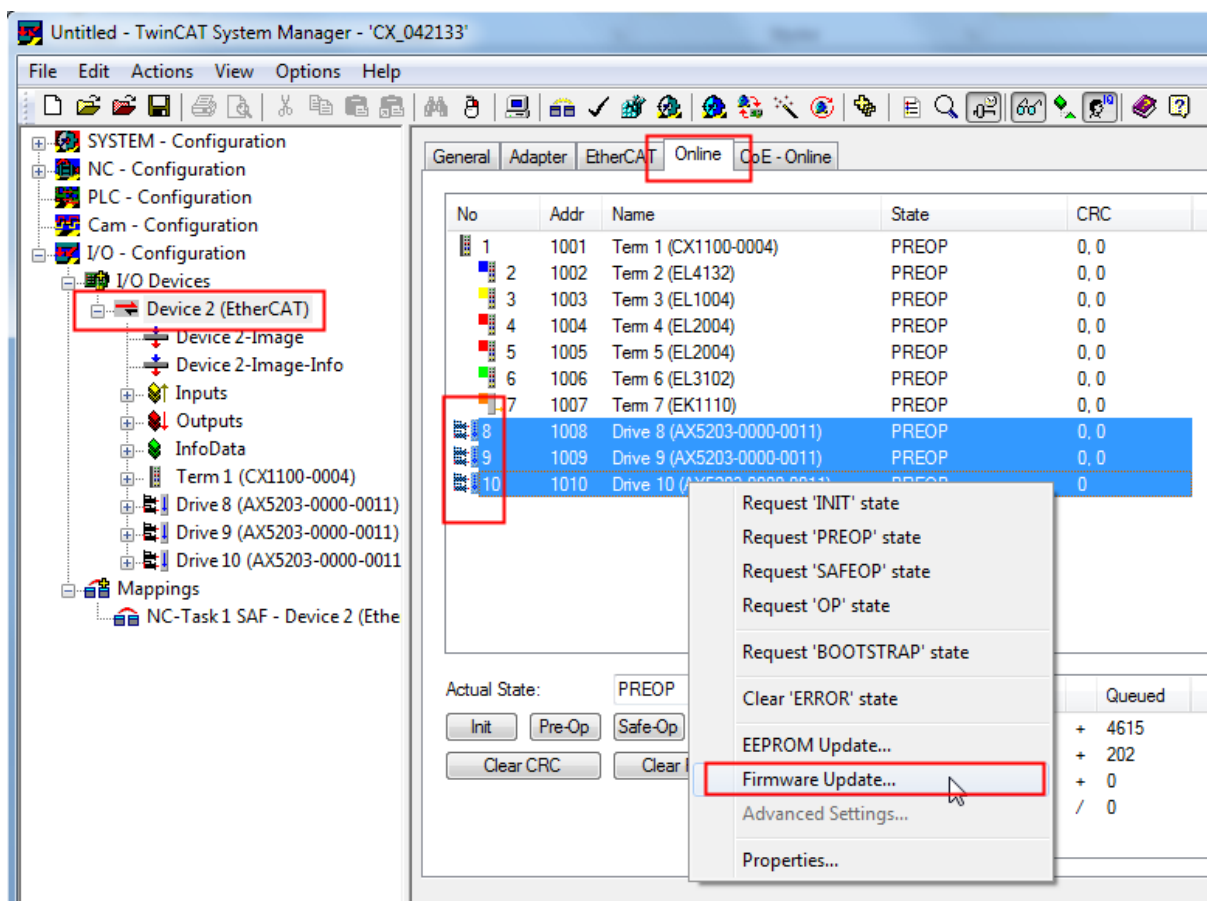 Untitled - TwinCAT System Manager - 'CX_042133'
File Edit Actions View Options Help
SYSTEM - Configuration
NC - Configuration
PLC - Configuration
Cam - Configuration
I/O - Configuration
I/O Devices
Device 2 (EtherCAT)
Device 2-Image
Device 2-Image-Info
Inputs
Outputs
InfoData
Term 1 (CX1100-0004)
Drive 8 (AX5203-0000-0011)
Drive 9 (AX5203-0000-0011)
Drive 10 (AX5203-0000-0011
Mappings
NC-Task 1 SAF - Device 2 (Ethe
General Adapter EtherCAT Online CoE - Online
No Addr Name State CRC
1 1001 Term 1 (CX1100-0004) PREOP 0, 0
2 1002 Term 2 (EL4132) PREOP 0, 0
3 1003 Term 3 (EL1004) PREOP 0, 0
4 1004 Term 4 (EL2004) PREOP 0, 0
5 1005 Term 5 (EL2004) PREOP 0, 0
6 1006 Term 6 (EL3102) PREOP 0, 0
7 1007 Term 7 (EK1110) PREOP 0, 0
8 1008 Drive 8 (AX5203-0000-0011) PREOP 0, 0
9 1009 Drive 9 (AX5203-0000-0011) PREOP 0, 0
10 1010 Drive 10 (AX5203-0000-0011) PREOP 0
Request 'INIT' state
Request 'PREOP' state
Request 'SAFEOP' state
Request 'OP' state
Request 'BOOTSTRAP' state
Clear 'ERROR' state
EEPROM Update...
Firmware Update...
Advanced Settings...
Properties...
Actual State: PREOP
Init Pre-Op Safe-Op
Clear CRC Clear
Queued
+ 4615
+ 202
+ 0
/ 0